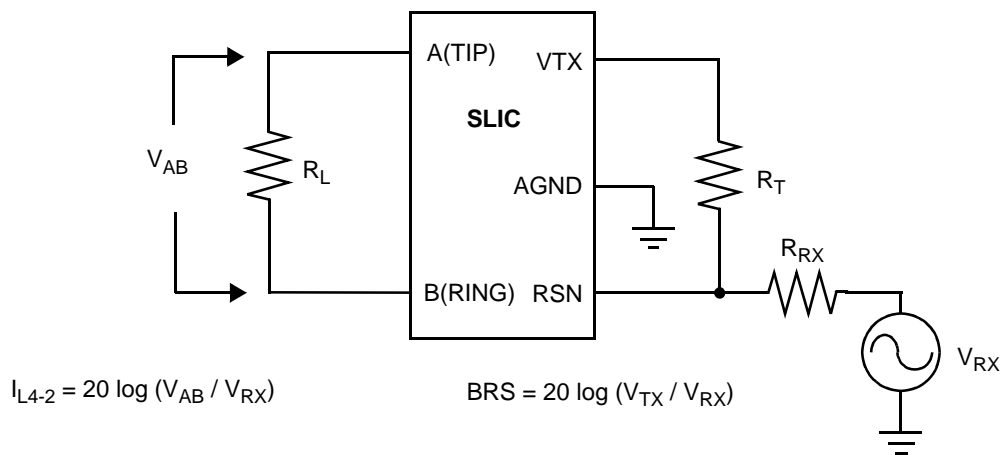 A(TIP)
VTX
SLIC
V_AB
R_L
AGND
R_T
R_RX
B(RING)
RSN
V_RX
I_L4-2 = 20 log (V_AB / V_RX)
BRS = 20 log (V_TX / V_RX)